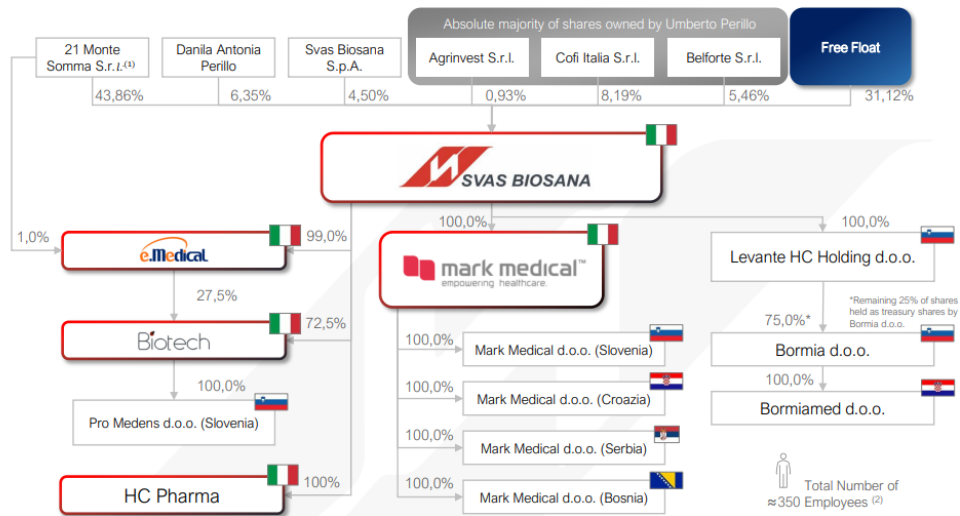 Absolute majority of shares owned by Umberto Perillo
21 Monte
Somma S.r.L(1)
Danila Antonia
Perillo
Svas Biosana
S.p.A.
Agrinvest S.r.l.
Cofi Italia S.r.l.
Belforte S.r.l.
Free Float
43,86%
6,35%
4,50%
0,93%
8,19%
5,46%
31,12%
SVAS BIOSANA
1,0%
e.Medical
99,0%
100,0%
100,0%
mark medical™
empowering healthcare.
Levante HC Holding d.o.o.
27,5%
72,5%
*Remaining 25% of shares
held as treasury shares by
Bormia d.o.o.
75,0%*
Biotech
100,0%
Mark Medical d.o.o. (Slovenia)
Bormia d.o.o.
100,0%
Pro Medens d.o.o. (Slovenia)
100,0%
Mark Medical d.o.o. (Croazia)
100,0%
Bormiamed d.o.o.
100,0%
Mark Medical d.o.o. (Serbia)
HC Pharma
100%
100,0%
Mark Medical d.o.o. (Bosnia)
Total Number of
≈350 Employees (2)